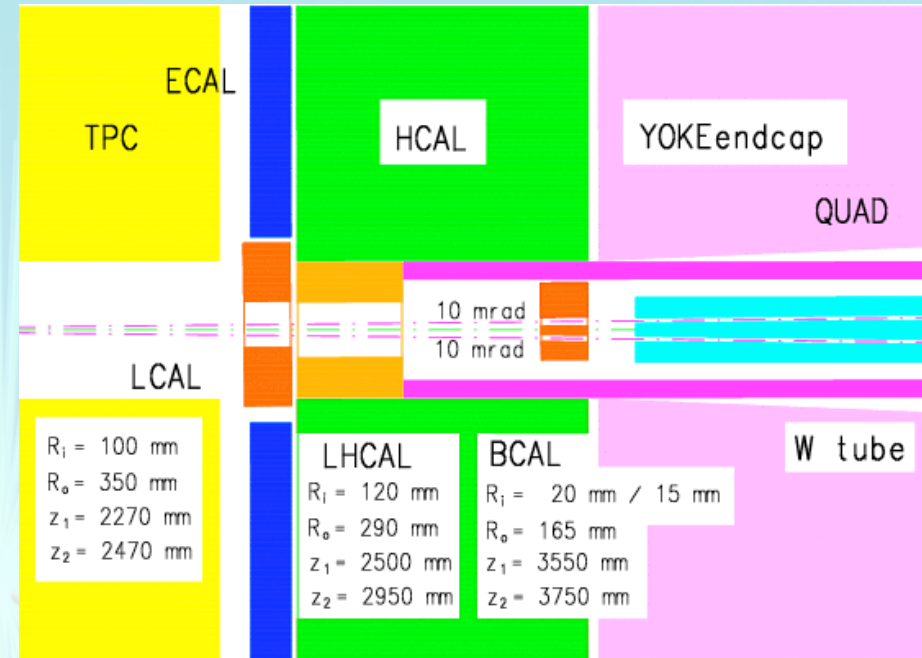 ECAL
TPC
HCAL
YOKEendcap
QUAD
10 mrad
10 mrad
LCAL
Rᵢ = 100 mm
Rₒ = 350 mm
z₁ = 2270 mm
z₂ = 2470 mm
LHCAL
Rᵢ = 120 mm
Rₒ = 290 mm
z₁ = 2500 mm
z₂ = 2950 mm
BCAL
Rᵢ = 20 mm / 15 mm
Rₒ = 165 mm
z₁ = 3550 mm
z₂ = 3750 mm
W tube